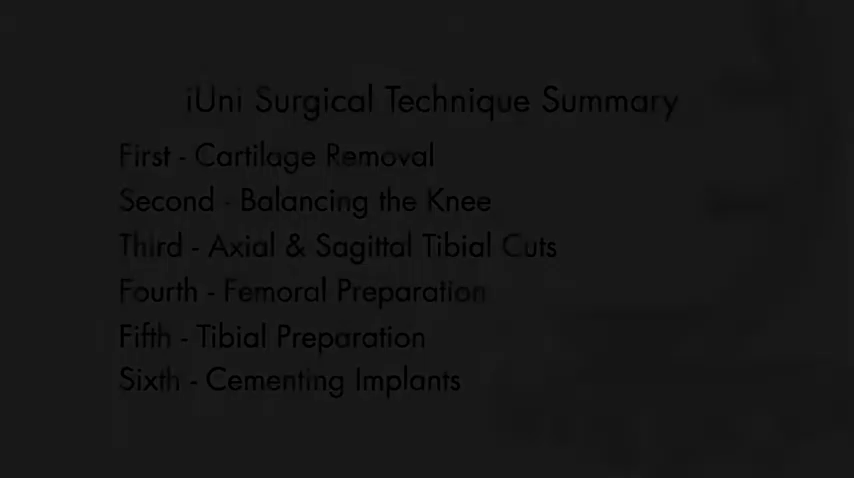 iUni Surgical Technique Summary
First - Cartilage Removal
Second - Balancing the Knee
Third - Axial & Sagittal Tibial Cuts
Fourth - Femoral Preparation
Fifth - Tibial Preparation
Sixth - Cementing Implants